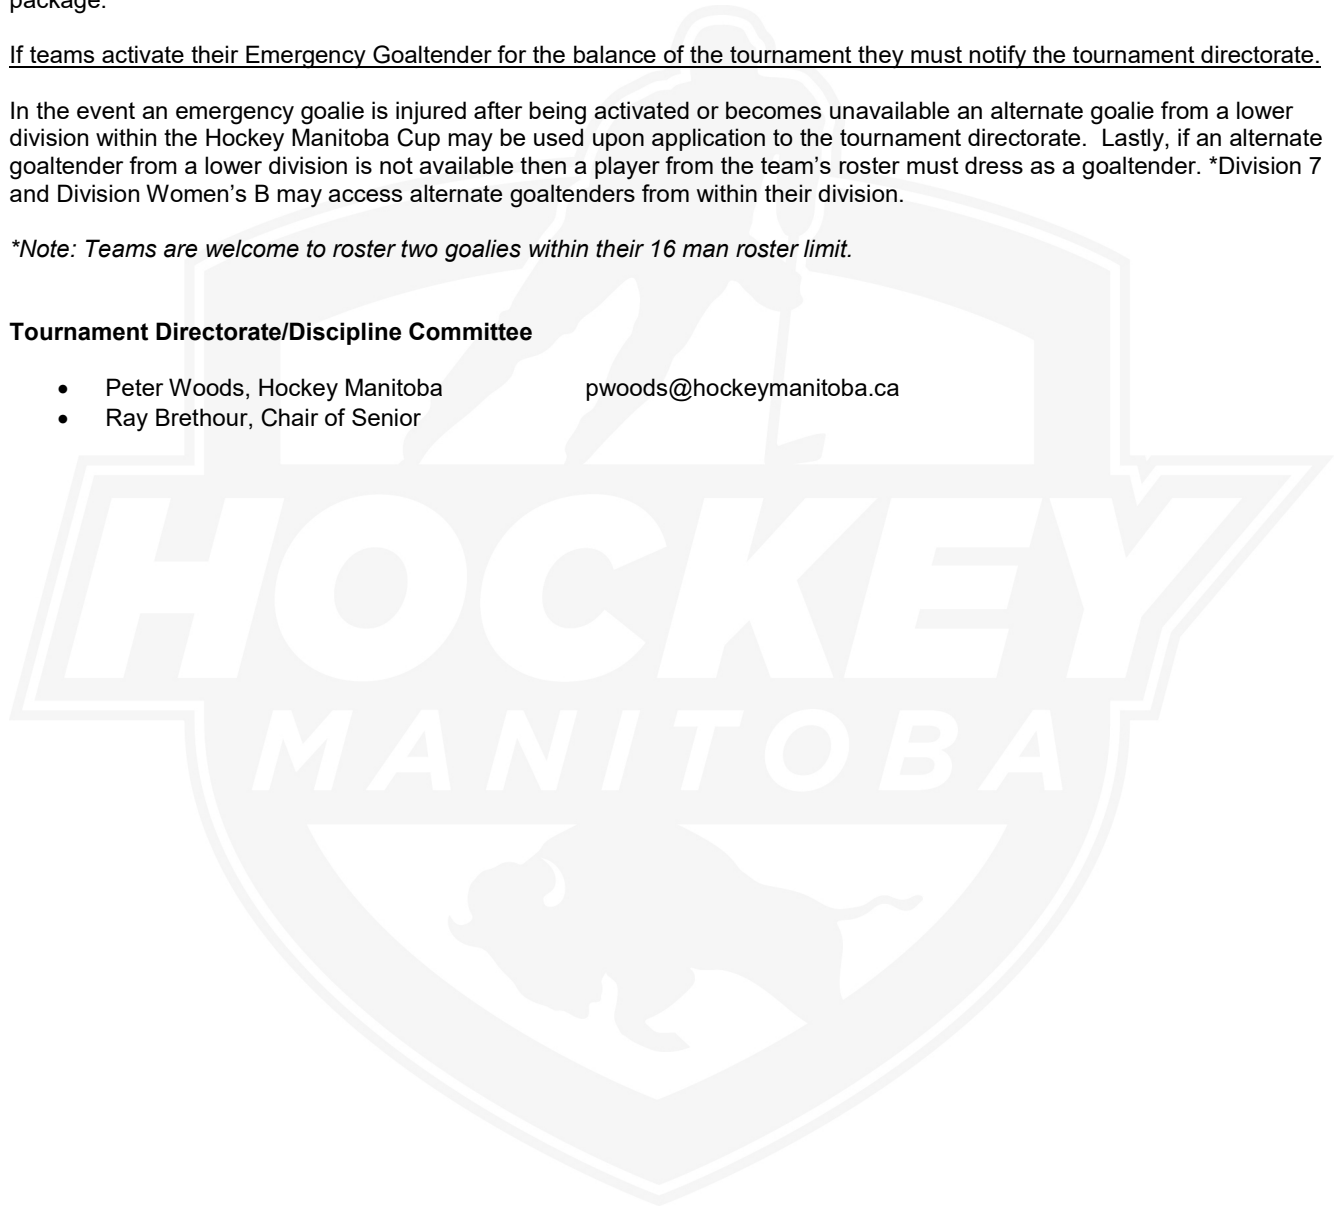 package.
If teams activate their Emergency Goaltender for the balance of the tournament they must notify the tournament directorate.
In the event an emergency goalie is injured after being activated or becomes unavailable an alternate goalie from a lower
division within the Hockey Manitoba Cup may be used upon application to the tournament directorate.  Lastly, if an alternate
goaltender from a lower division is not available then a player from the team’s roster must dress as a goaltender. *Division 7
and Division Women’s B may access alternate goaltenders from within their division.
*Note: Teams are welcome to roster two goalies within their 16 man roster limit.
Tournament Directorate/Discipline Committee
• Peter Woods, Hockey Manitoba pwoods@hockeymanitoba.ca
• Ray Brethour, Chair of Senior
HOCKEY
MANITOBA